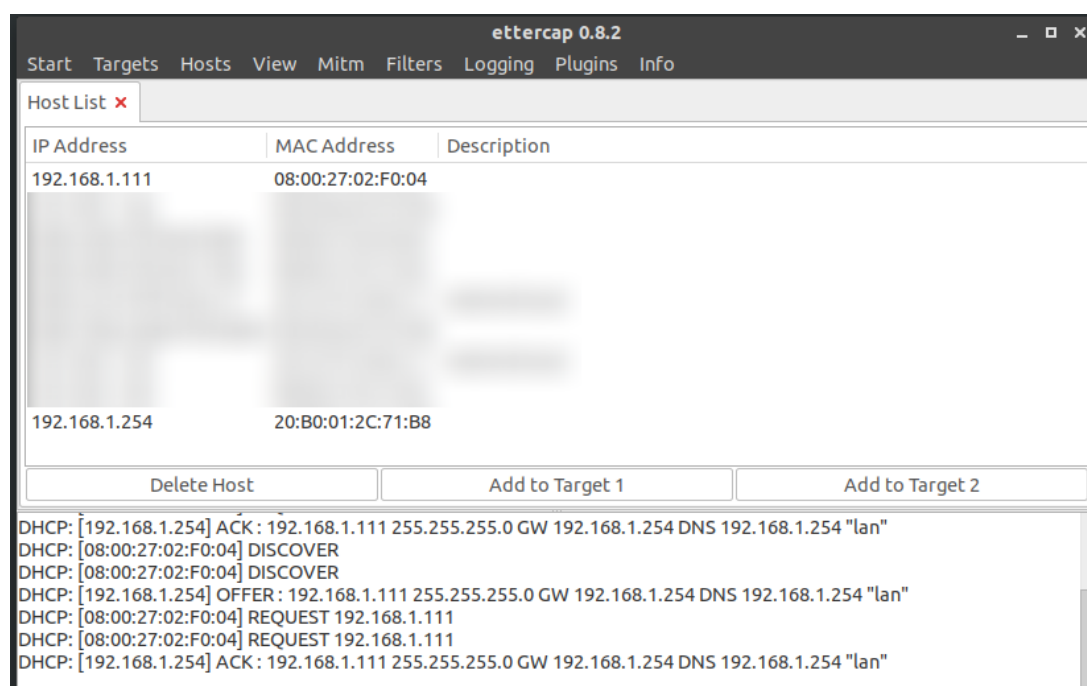 ettercap 0.8.2
Start Targets Hosts View Mitm Filters Logging Plugins Info
Host List
IP Address MAC Address Description
192.168.1.111 08:00:27:02:F0:04
192.168.1.254 20:B0:01:2C:71:B8
Delete Host Add to Target 1 Add to Target 2
DHCP: [192.168.1.254] ACK : 192.168.1.111 255.255.255.0 GW 192.168.1.254 DNS 192.168.1.254 "lan"
DHCP: [08:00:27:02:F0:04] DISCOVER
DHCP: [08:00:27:02:F0:04] DISCOVER
DHCP: [192.168.1.254] OFFER : 192.168.1.111 255.255.255.0 GW 192.168.1.254 DNS 192.168.1.254 "lan"
DHCP: [08:00:27:02:F0:04] REQUEST 192.168.1.111
DHCP: [08:00:27:02:F0:04] REQUEST 192.168.1.111
DHCP: [192.168.1.254] ACK : 192.168.1.111 255.255.255.0 GW 192.168.1.254 DNS 192.168.1.254 "lan"